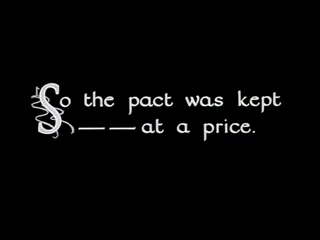 So the pact was kept
— — at a price.